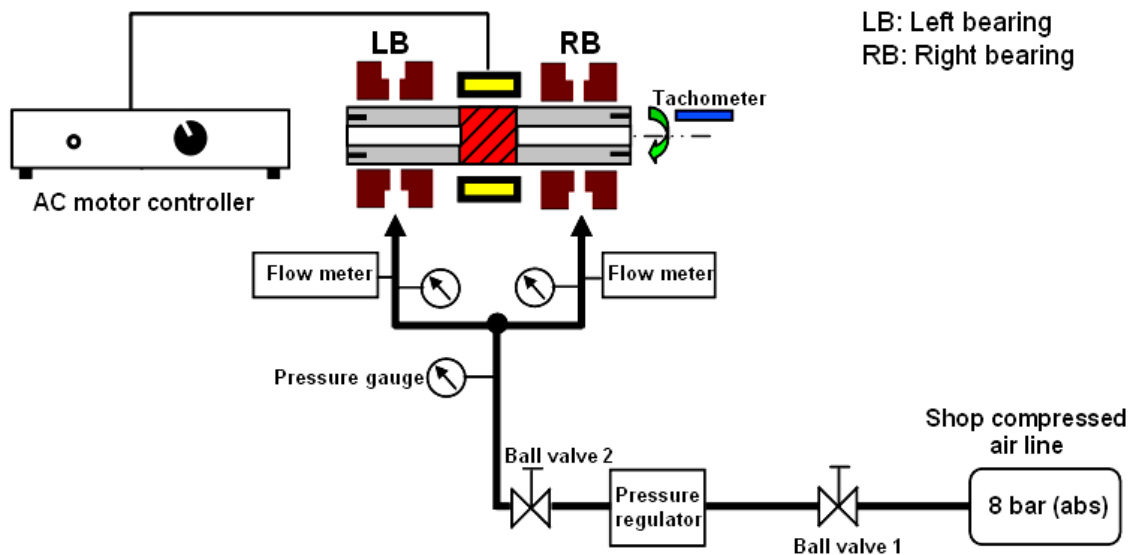 LB: Left bearing
RB: Right bearing
LB
RB
Tachometer
AC motor controller
Flow meter
Flow meter
Pressure gauge
Shop compressed
air line
Ball valve 2
Pressure
regulator
8 bar (abs)
Ball valve 1